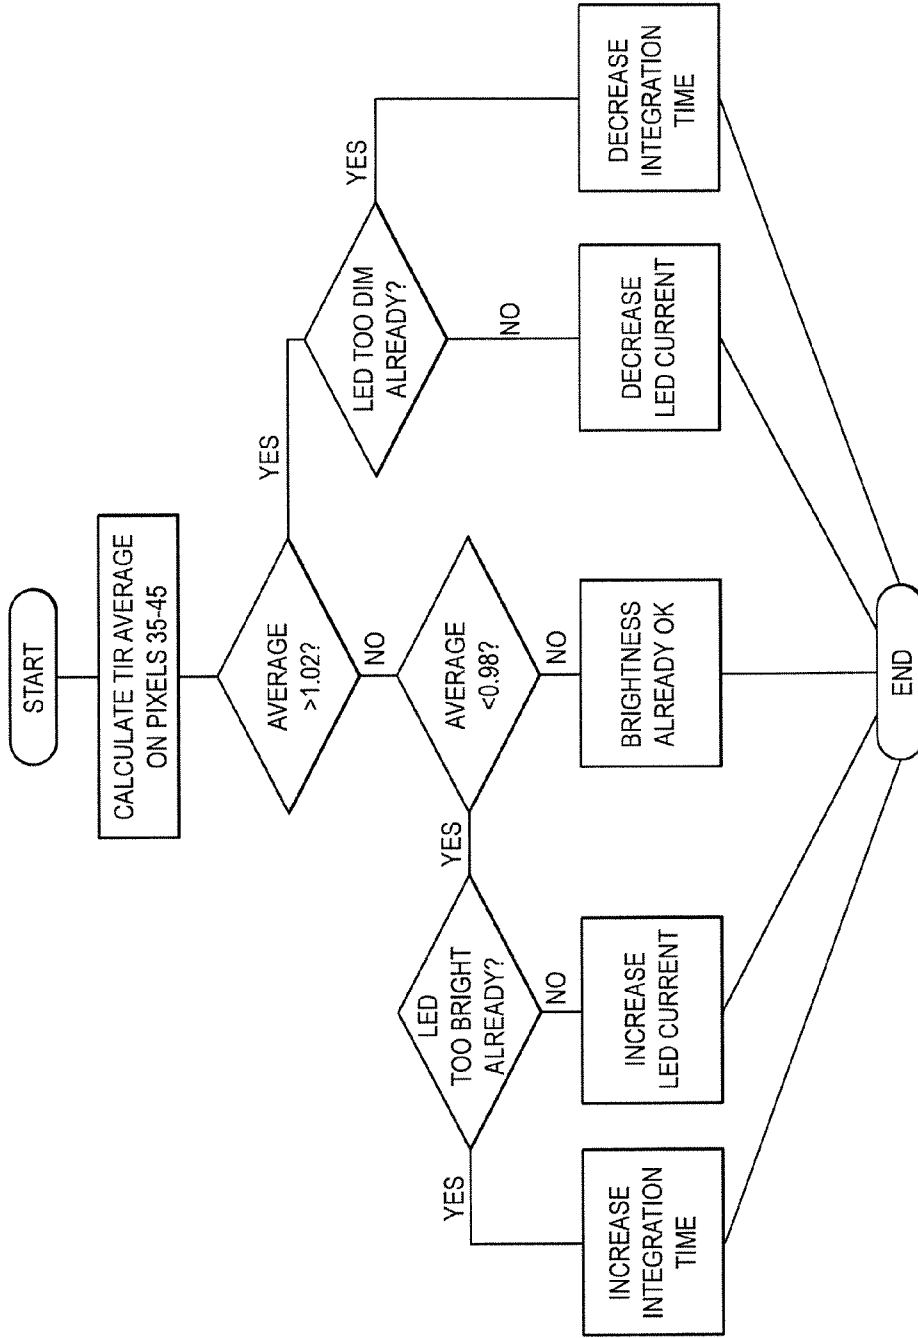 START
CALCULATE TIR AVERAGE
ON PIXELS 35-45
AVERAGE
>1.02?
YES
NO
LED TOO DIM
ALREADY?
YES
NO
AVERAGE
<0.98?
YES
NO
LED
TOO BRIGHT
ALREADY?
YES
NO
INCREASE
INTEGRATION
TIME
INCREASE
LED CURRENT
BRIGHTNESS
ALREADY OK
DECREASE
LED CURRENT
DECREASE
INTEGRATION
TIME
END